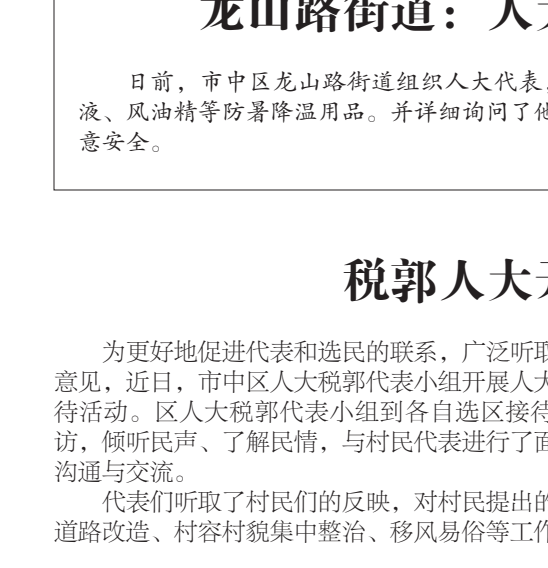 龙山路街道：人大
日前，市中区龙山路街道组织人大代表，
液、风油精等防暑降温用品。并详细询问了他
意安全。
税郭人大开
为更好地促进代表和选民的联系，广泛听取
意见，近日，市中区人大税郭代表小组开展人大
待活动。区人大税郭代表小组到各自选区接待
访，倾听民声、了解民情，与村民代表进行了面
沟通与交流。
代表们听取了村民们的反映，对村民提出的
道路改造、村容村貌集中整治、移风易俗等工作